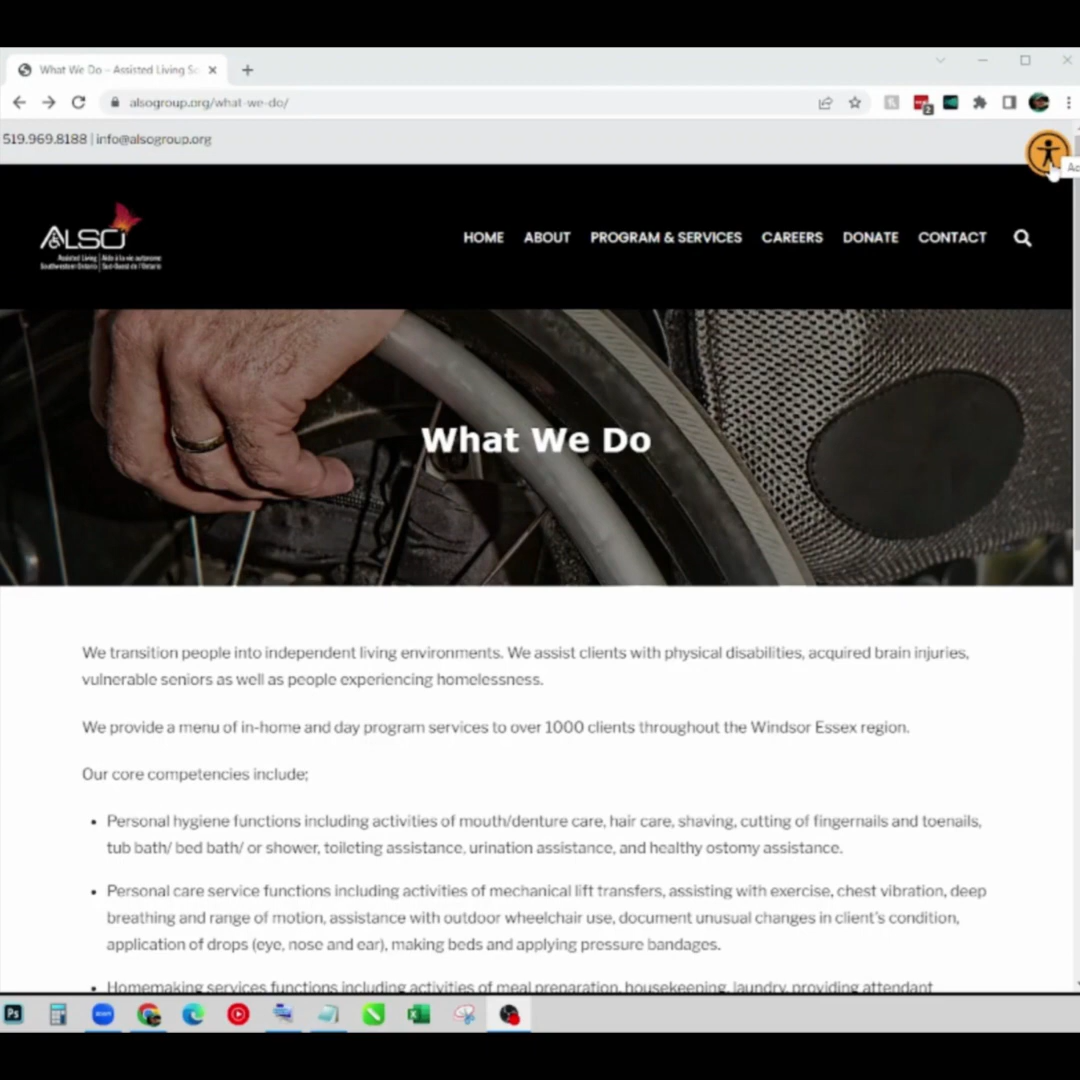 What We Do – Assisted Living So
alsogroup.org/what-we-do/
2
519.969.8188 | info@alsogroup.org
ALSO
Assisted Living | Aide à la vie autonome
Southwestern Ontario | Sud-Ouest de l'Ontario
HOME ABOUT PROGRAM & SERVICES CAREERS DONATE CONTACT
What We Do
We transition people into independent living environments. We assist clients with physical disabilities, acquired brain injuries,
vulnerable seniors as well as people experiencing homelessness.
We provide a menu of in-home and day program services to over 1000 clients throughout the Windsor Essex region.
Our core competencies include;
• Personal hygiene functions including activities of mouth/denture care, hair care, shaving, cutting of fingernails and toenails,
tub bath/ bed bath/ or shower, toileting assistance, urination assistance, and healthy ostomy assistance.
• Personal care service functions including activities of mechanical lift transfers, assisting with exercise, chest vibration, deep
breathing and range of motion, assistance with outdoor wheelchair use, document unusual changes in client's condition,
application of drops (eye, nose and ear), making beds and applying pressure bandages.
• Homemaking services functions including activities of meal preparation, housekeeping, laundry, providing attendant
Ps zoom